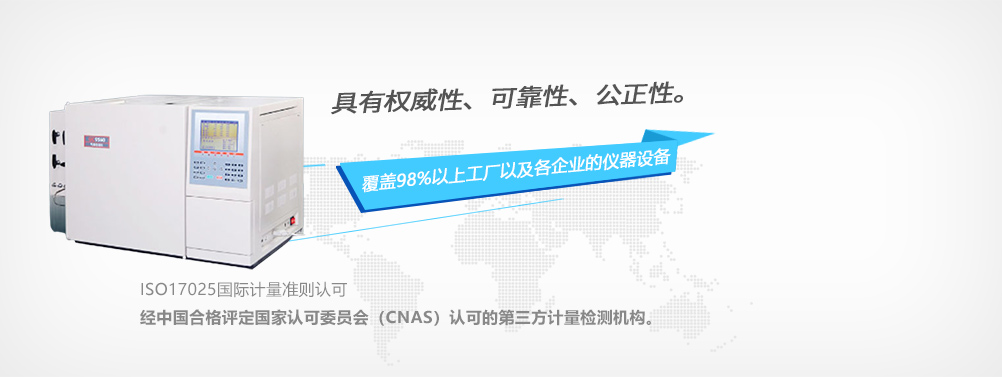 具有权威性、可靠性、公正性。
覆盖98%以上工厂以及各企业的仪器设备
ISO17025国际计量准则认可
经中国合格评定国家认可委员会（CNAS）认可的第三方计量检测机构。